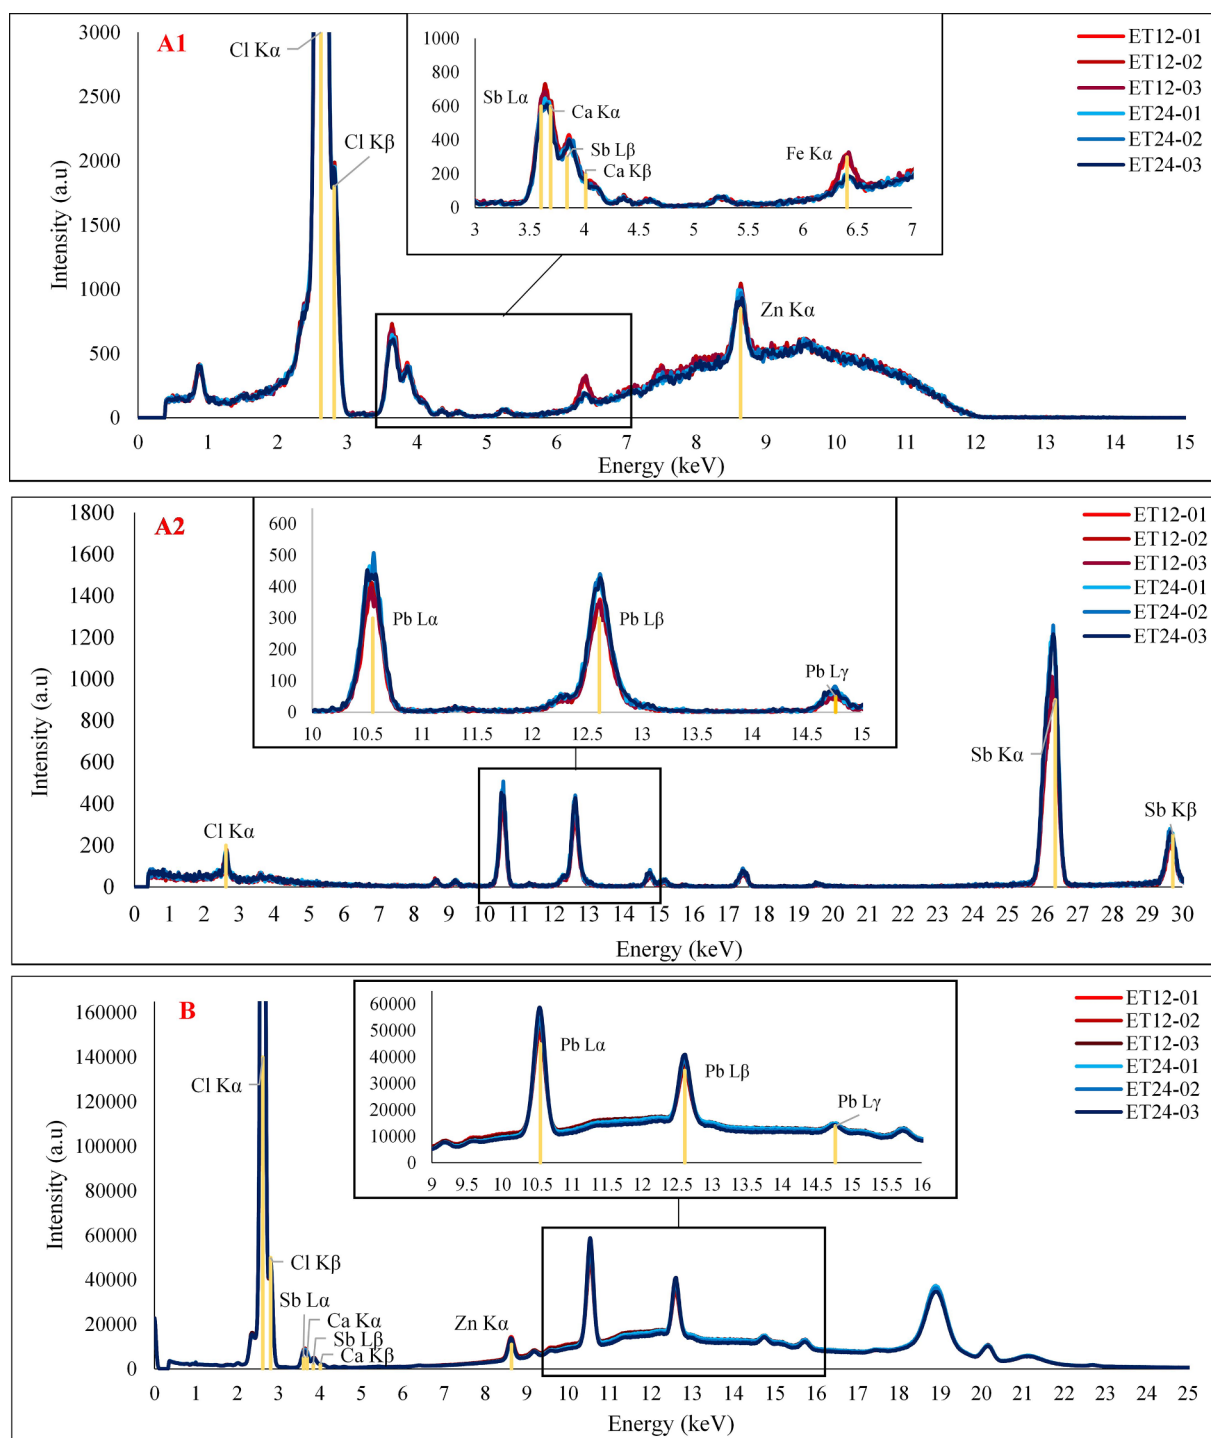 A1
Intensity (a.u)
3000
2500
2000
1500
1000
500
0
0 1 2 3 4 5 6 7 8 9 10 11 12 13 14 15
Energy (keV)
Cl Kα
Cl Kβ
Zn Kα
1000
800
600
400
200
0
3 3.5 4 4.5 5 5.5 6 6.5 7
Sb Lα
Ca Kα
Sb Lβ
Ca Kβ
Fe Kα
ET12-01
ET12-02
ET12-03
ET24-01
ET24-02
ET24-03
A2
Intensity (a.u)
1800
1600
1400
1200
1000
800
600
400
200
0
0 1 2 3 4 5 6 7 8 9 10 11 12 13 14 15 16 17 18 19 20 21 22 23 24 25 26 27 28 29 30
Energy (keV)
Cl Kα
Sb Kα
Sb Kβ
600
500
400
300
200
100
0
10 10.5 11 11.5 12 12.5 13 13.5 14 14.5 15
Pb Lα
Pb Lβ
Pb Lγ
ET12-01
ET12-02
ET12-03
ET24-01
ET24-02
ET24-03
B
Intensity (a.u)
160000
140000
120000
100000
80000
60000
40000
20000
0
0 1 2 3 4 5 6 7 8 9 10 11 12 13 14 15 16 17 18 19 20 21 22 23 24 25
Energy (keV)
Cl Kα
Cl Kβ
Sb Lα
Ca Kα
Sb Lβ
Ca Kβ
Zn Kα
60000
50000
40000
30000
20000
10000
0
9 9.5 10 10.5 11 11.5 12 12.5 13 13.5 14 14.5 15 15.5 16
Pb Lα
Pb Lβ
Pb Lγ
ET12-01
ET12-02
ET12-03
ET24-01
ET24-02
ET24-03